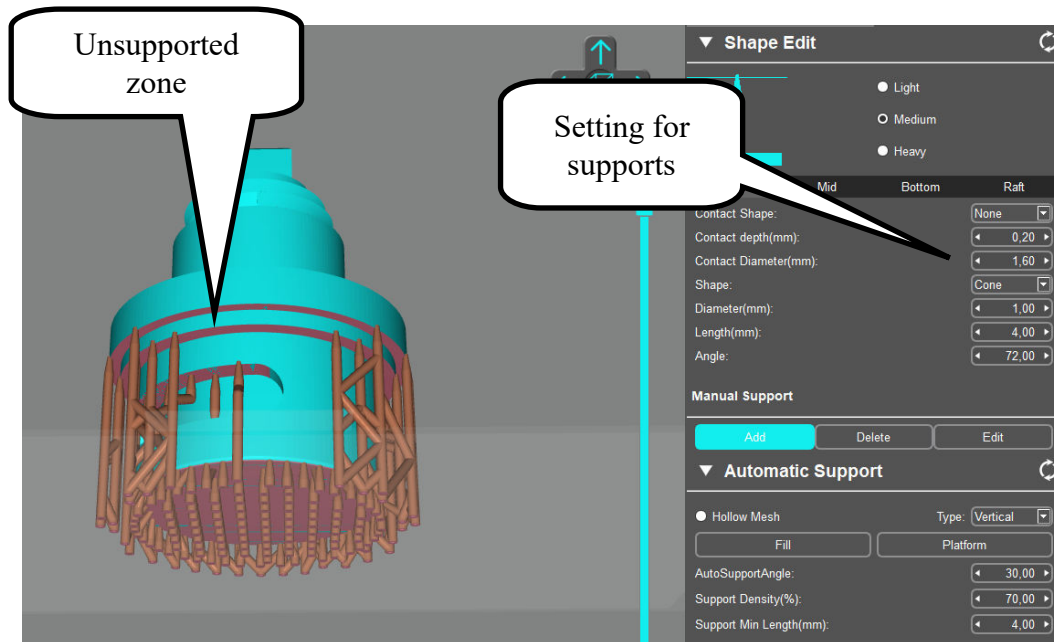 Unsupported
zone
Setting for
supports
Shape Edit
Light
Medium
Heavy
Mid Bottom Raft
Contact Shape: None
Contact depth(mm): 0,20
Contact Diameter(mm): 1,60
Shape: Cone
Diameter(mm): 1,00
Length(mm): 4,00
Angle: 72,00
Manual Support
Add Delete Edit
Automatic Support
Hollow Mesh Type: Vertical
Fill Platform
AutoSupportAngle: 30,00
Support Density(%): 70,00
Support Min Length(mm): 4,00